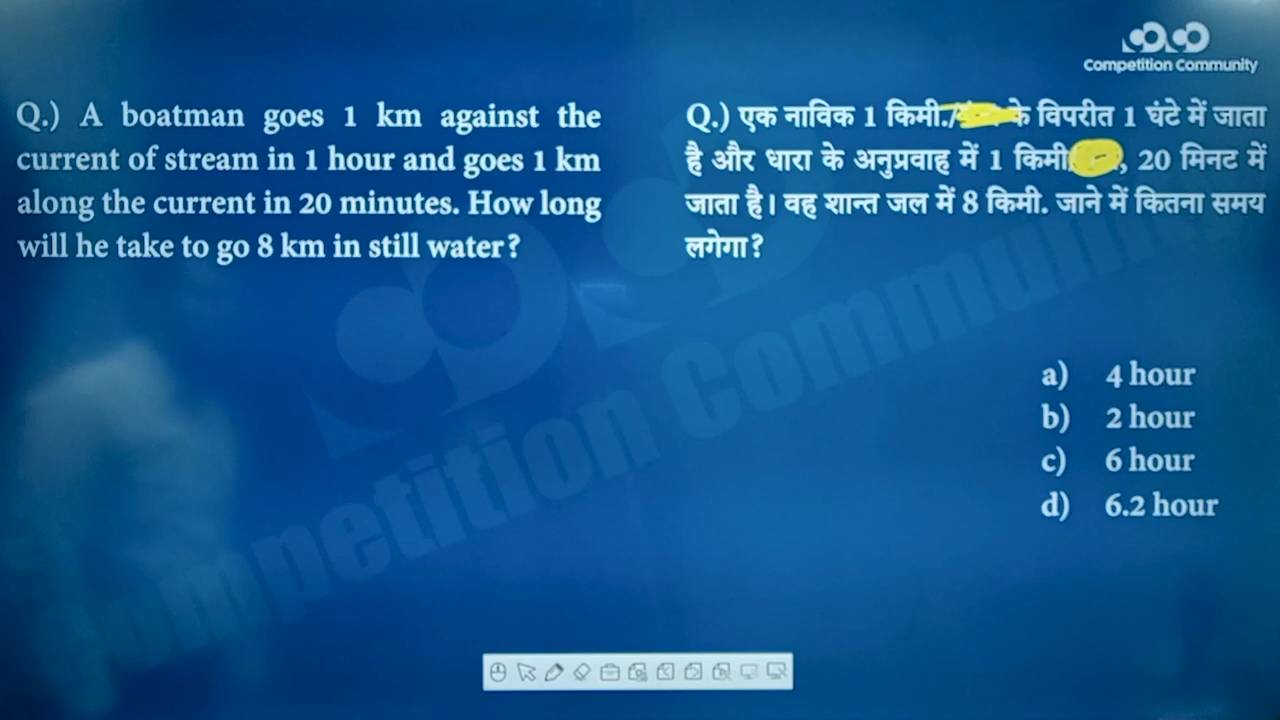 Competition Community
Q.) A boatman goes 1 km against the
current of stream in 1 hour and goes 1 km
along the current in 20 minutes. How long
will he take to go 8 km in still water?
Q.) एक नाविक 1 किमी./ के विपरीत 1 घंटे में जाता
है और धारा के अनुप्रवाह में 1 किमी , 20 मिनट में
जाता है। वह शान्त जल में 8 किमी. जाने में कितना समय
लगेगा?
a) 4 hour
b) 2 hour
c) 6 hour
d) 6.2 hour
Competition Community